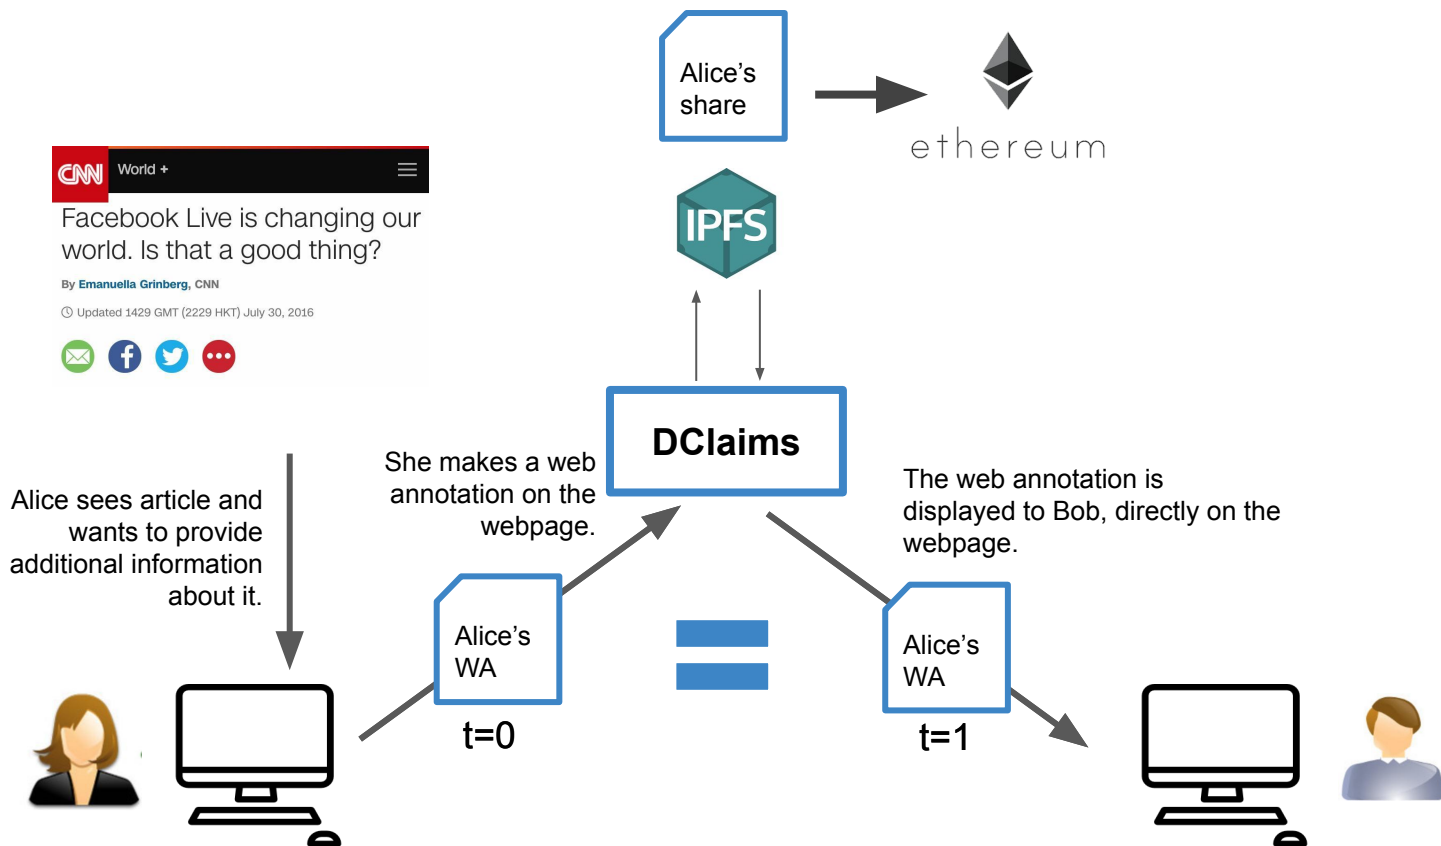 Alice's
share
ethereum
IPFS
CNN
World +
Facebook Live is changing our
world. Is that a good thing?
By Emanuella Grinberg, CNN
Updated 1429 GMT (2229 HKT) July 30, 2016
DClaims
Alice sees article and
wants to provide
additional information
about it.
She makes a web
annotation on the
webpage.
The web annotation is
displayed to Bob, directly on the
webpage.
Alice's
WA
t=0
Alice's
WA
t=1